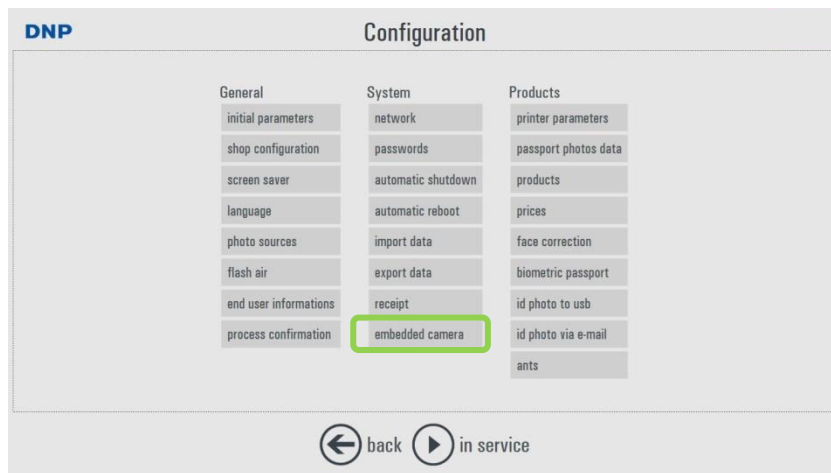 DNP
Configuration
General
initial parameters
shop configuration
screen saver
language
photo sources
flash air
end user informations
process confirmation
System
network
passwords
automatic shutdown
automatic reboot
import data
export data
receipt
embedded camera
Products
printer parameters
passport photos data
products
prices
face correction
biometric passport
id photo to usb
id photo via e-mail
ants
back
in service